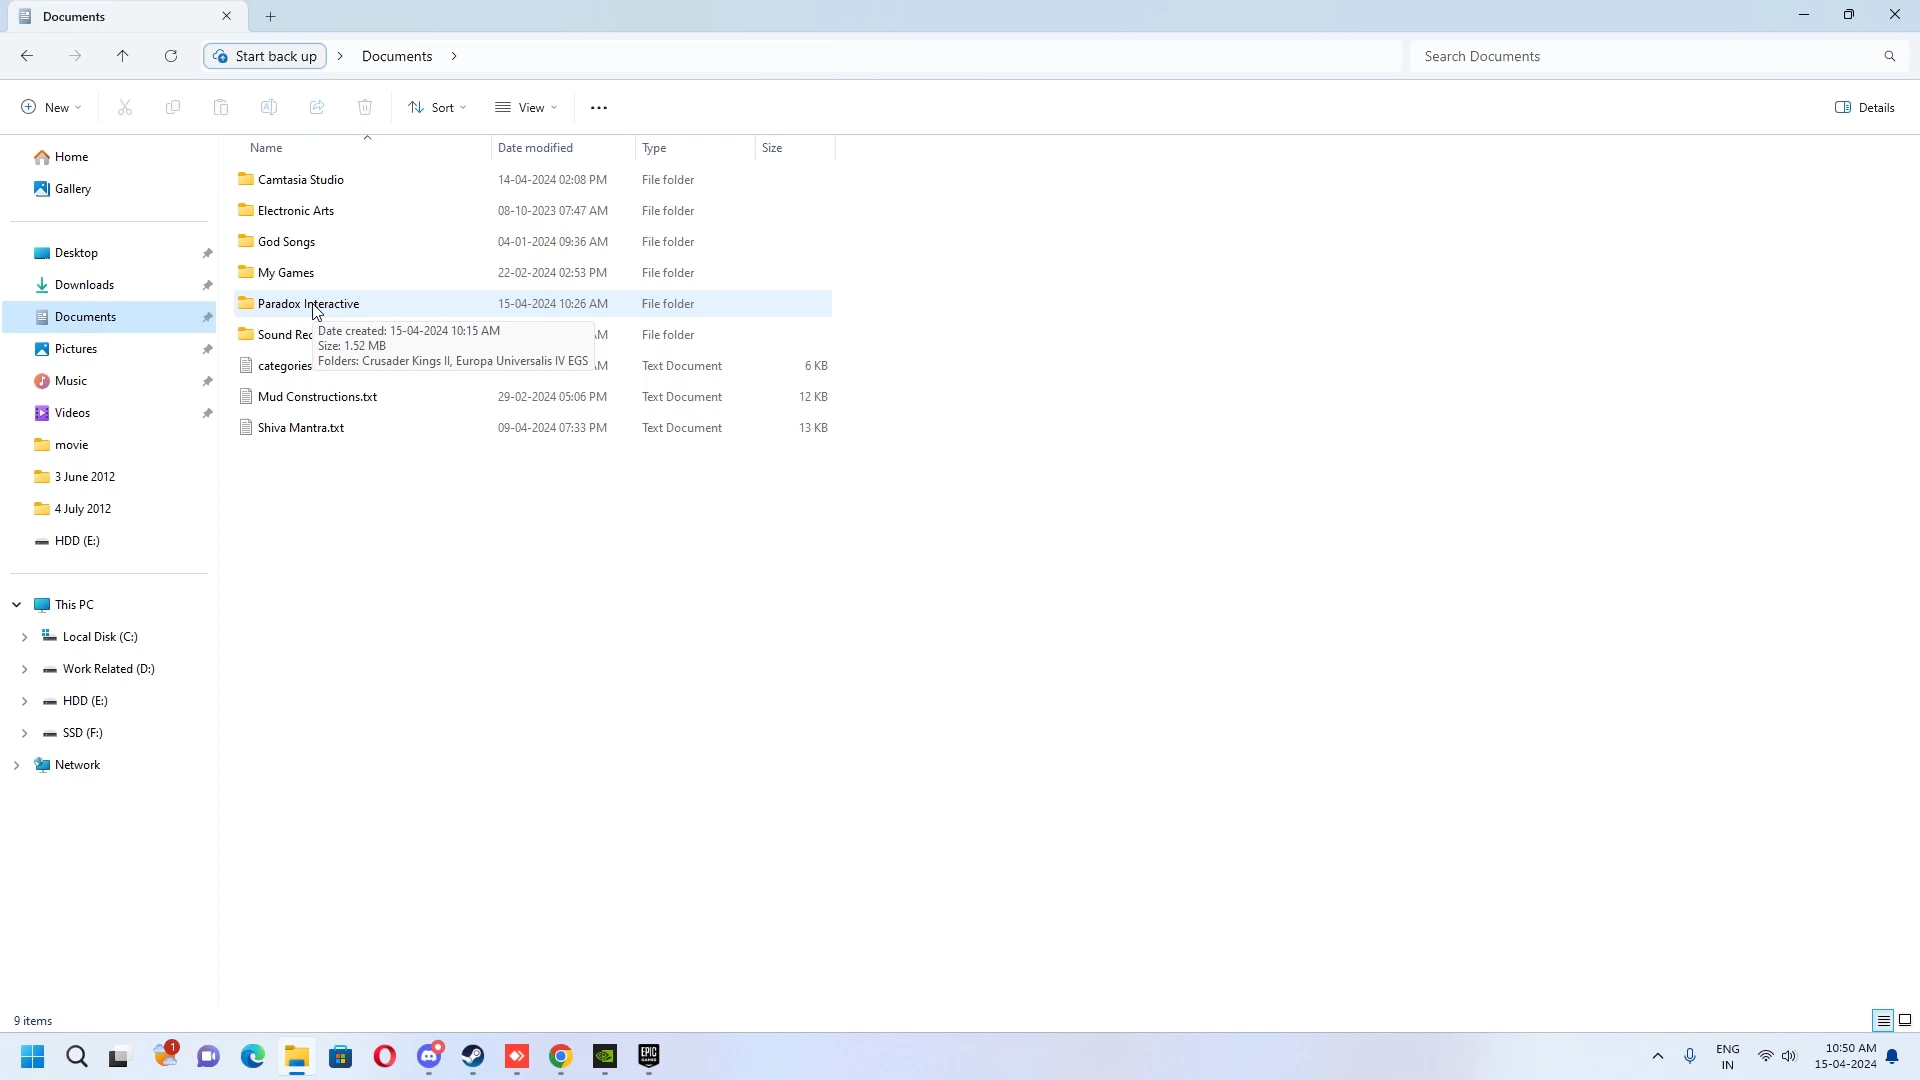 Documents
Start back up
Documents
Search Documents
New
Sort
View
Details
Name
Date modified
Type
Size
Camtasia Studio
14-04-2024 02:08 PM
File folder
Electronic Arts
08-10-2023 07:47 AM
File folder
God Songs
04-01-2024 09:36 AM
File folder
My Games
22-02-2024 02:53 PM
File folder
Paradox Interactive
15-04-2024 10:26 AM
File folder
Sound Rec
AM
File folder
categories
AM
Text Document
6 KB
Mud Constructions.txt
29-02-2024 05:06 PM
Text Document
12 KB
Shiva Mantra.txt
09-04-2024 07:33 PM
Text Document
13 KB
Date created: 15-04-2024 10:15 AM
Size: 1.52 MB
Folders: Crusader Kings II, Europa Universalis IV EGS
Home
Gallery
Desktop
Downloads
Documents
Pictures
Music
Videos
movie
3 June 2012
4 July 2012
HDD (E:)
This PC
Local Disk (C:)
Work Related (D:)
HDD (E:)
SSD (F:)
Network
9 items
1
EPIC
GAMES
ENG
IN
10:50 AM
15-04-2024